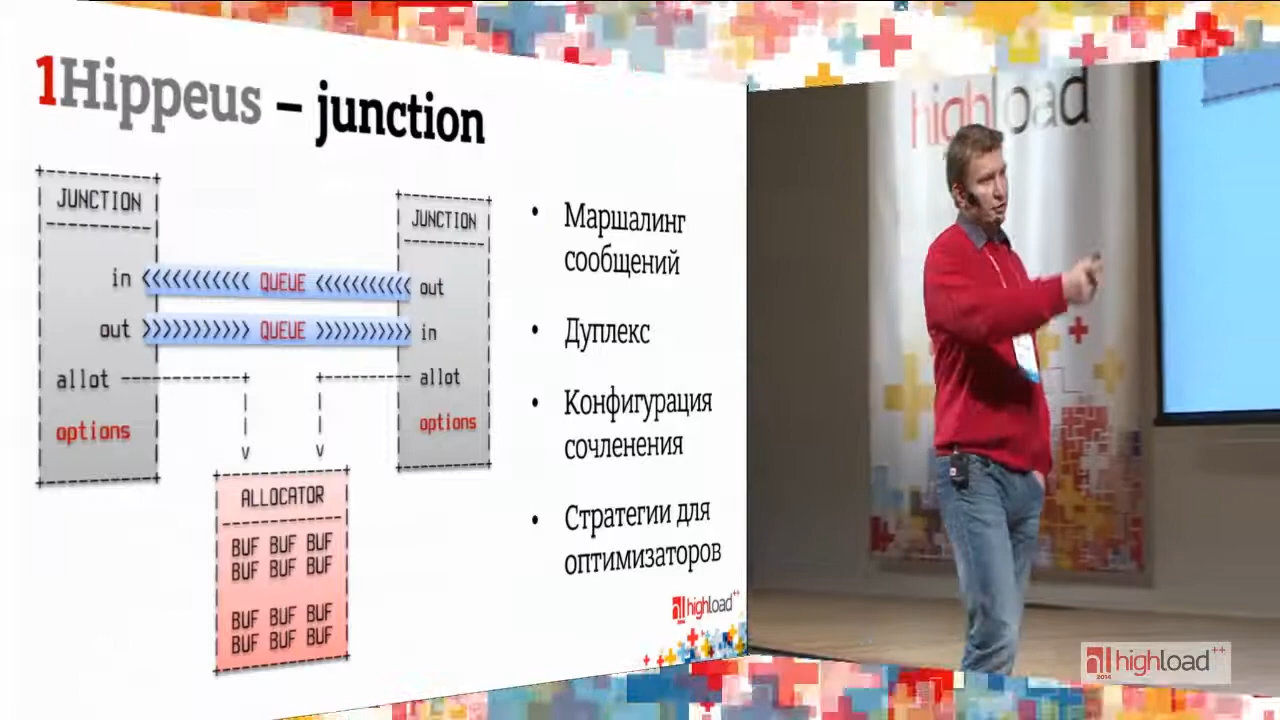 1Hippeus – junction
JUNCTION
in
out
allot
options
QUEUE
QUEUE
JUNCTION
out
in
allot
options
ALLOCATOR
BUF BUF BUF
BUF BUF BUF
BUF BUF BUF
BUF BUF BUF
• Маршалинг
сообщений
• Дуплекс
• Конфигурация
сочленения
• Стратегии для
оптимизаторов
highload++
highload
highload++
2014